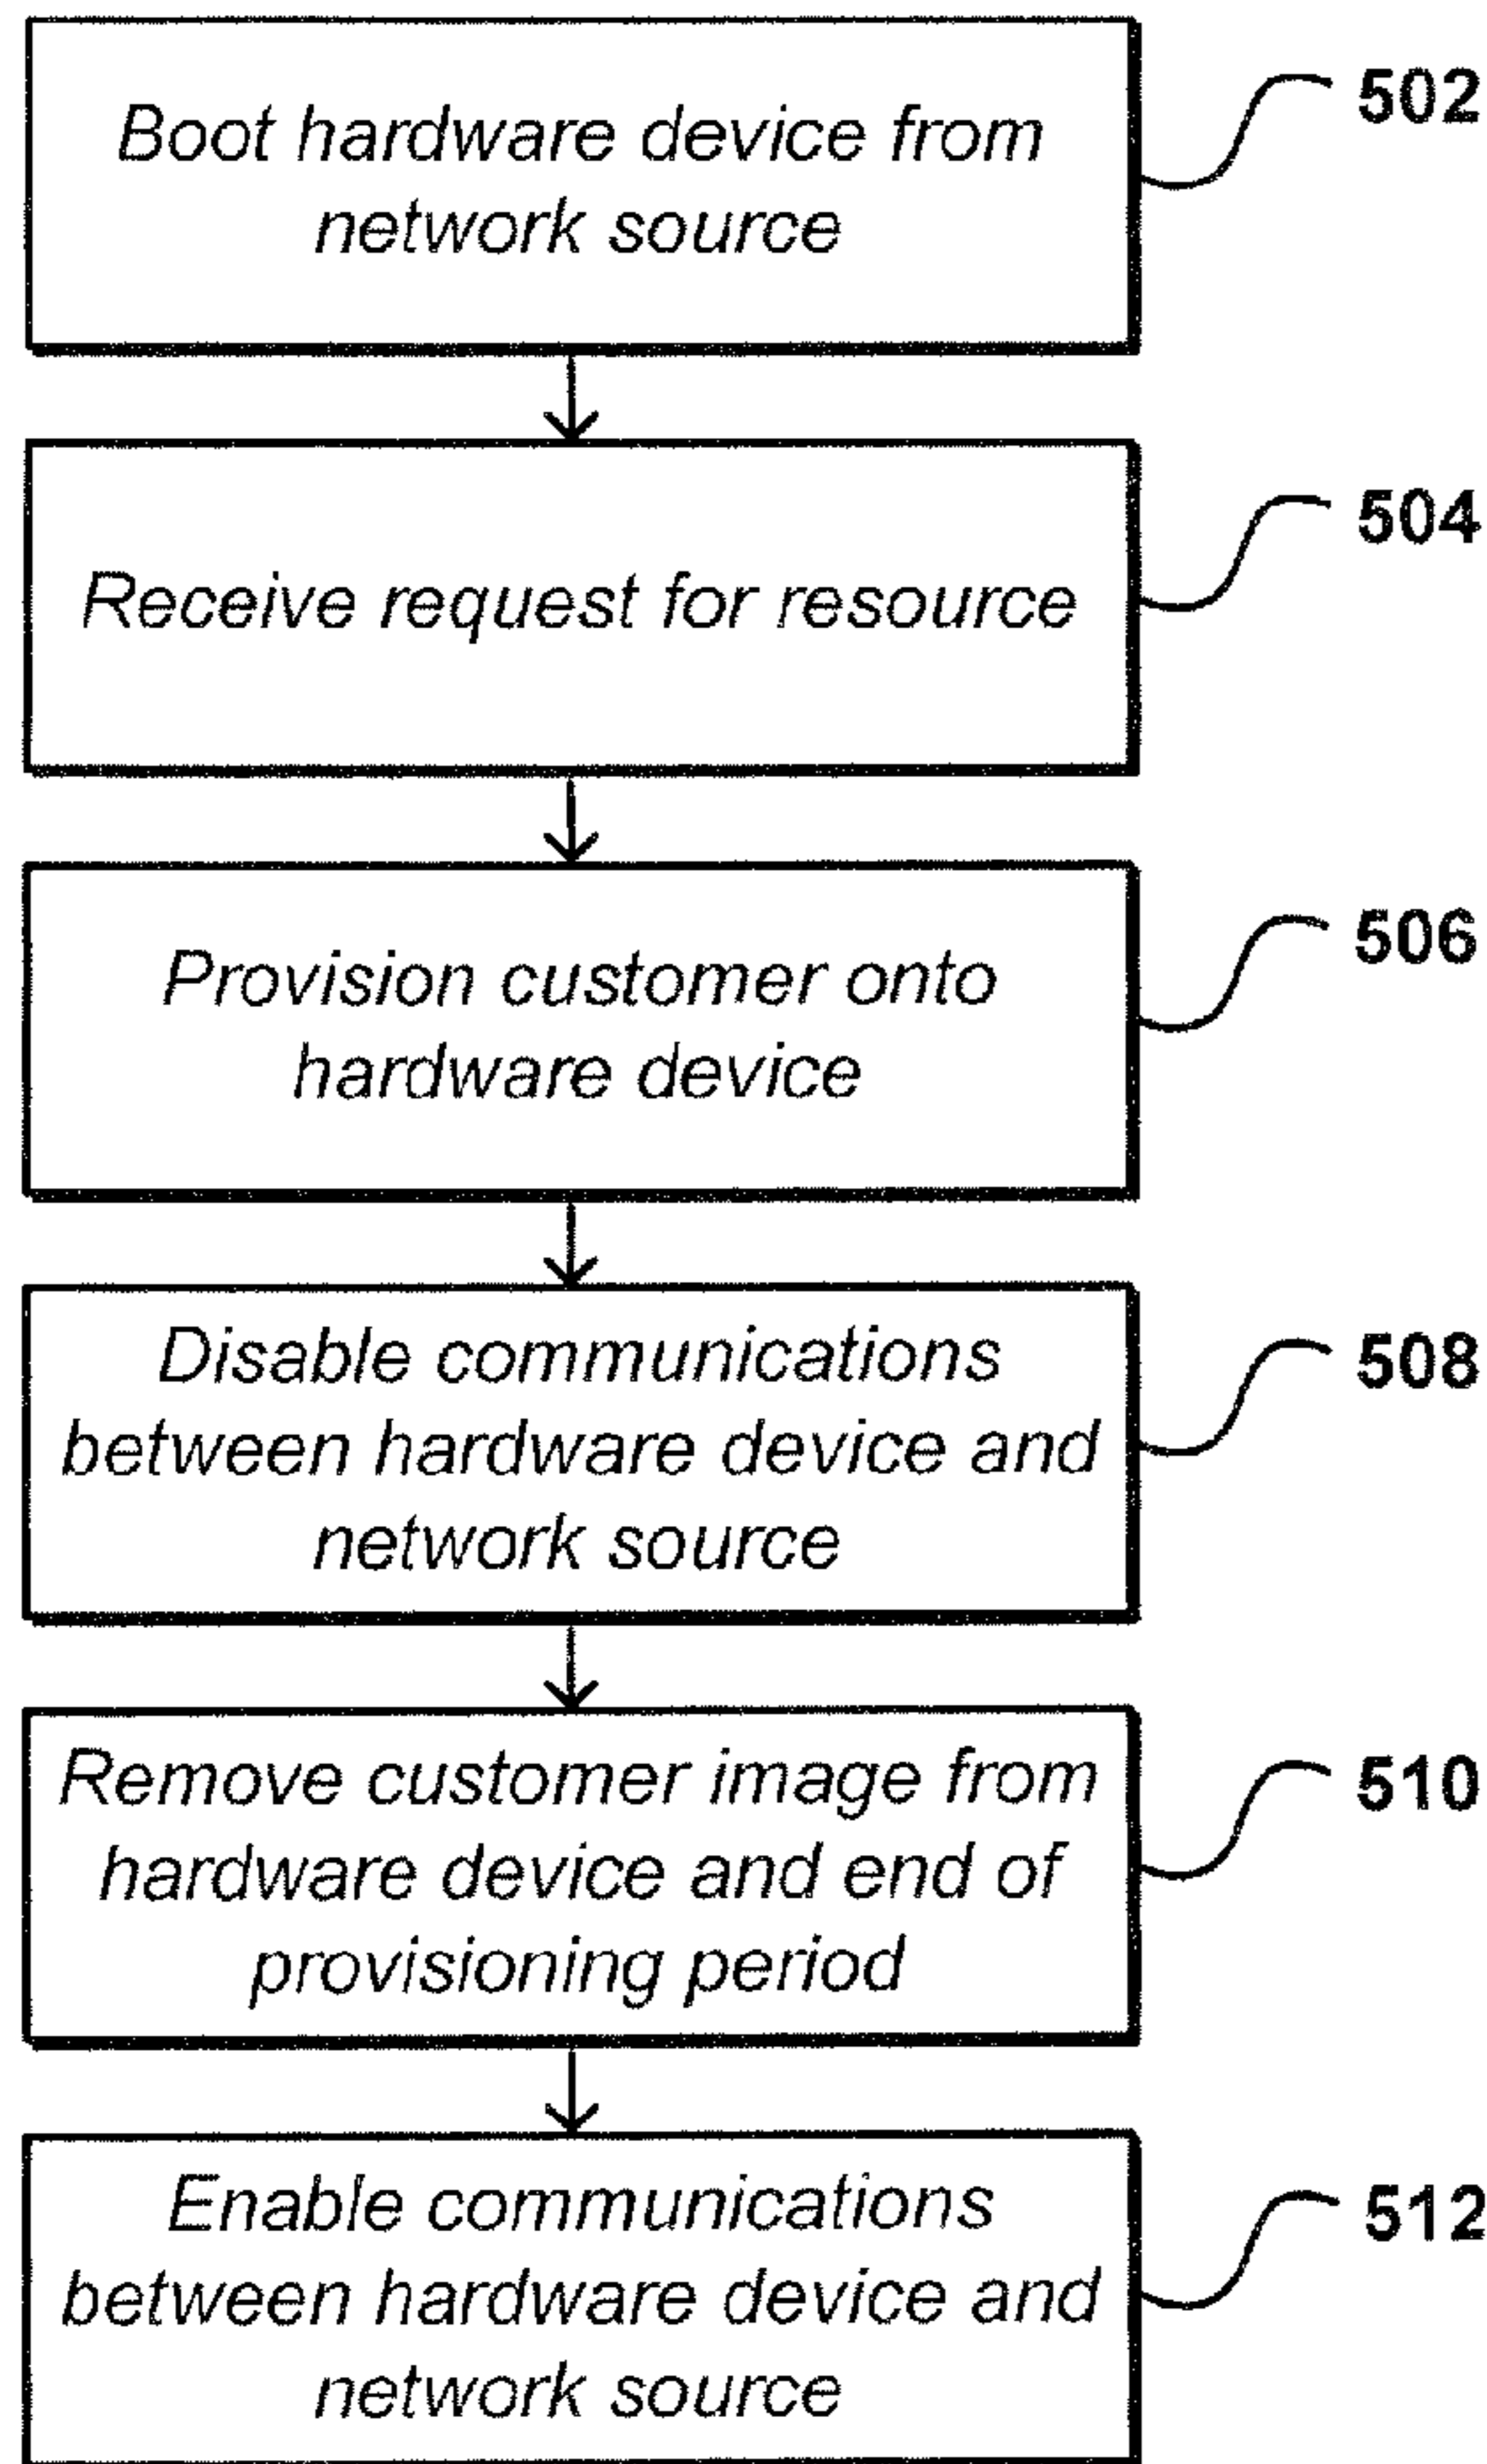 Boot hardware device from
network source
502
Receive request for resource
504
Provision customer onto
hardware device
506
Disable communications
between hardware device and
network source
508
Remove customer image from
hardware device and end of
provisioning period
510
Enable communications
between hardware device and
network source
512